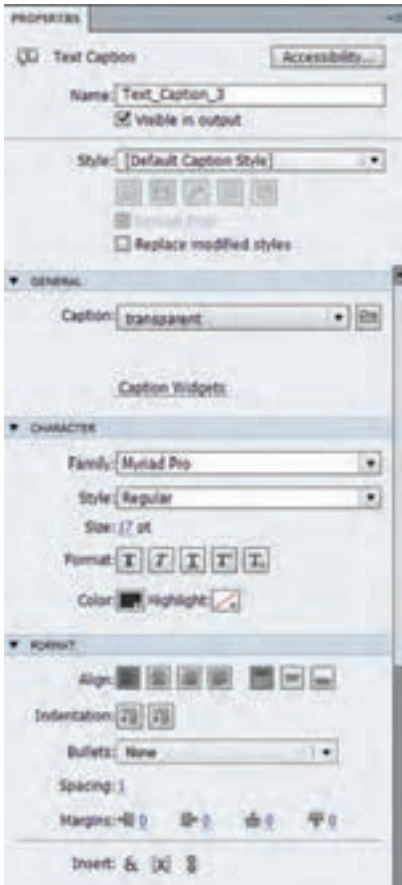 PROPERTIES
Text Caption Accessibility...
Name: Text_Caption_3
Visible in output
Style: [Default Caption Style]
Replace modified styles
GENERAL
Caption: transparent
Caption Widgets
CHARACTER
Family: Myriad Pro
Style: Regular
Size: 17 pt
Format: T T T T T
Color: Highlight:
FORMAT
Align:
Indentation:
Bullets: None
Spacing: 1
Margins: 0 0 0 0
Insert: & [X]